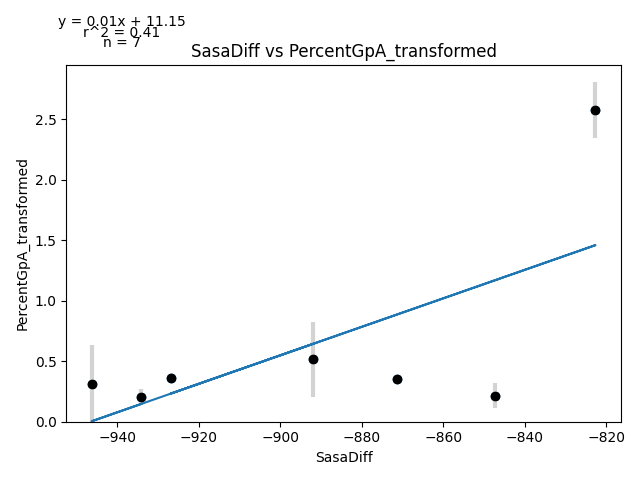 y = 0.01x + 11.15
r^2 = 0.41
n = 7
SasaDiff vs PercentGpA_transformed
PercentGpA_transformed
2.5
2.0
1.5
1.0
0.5
0.0
−940 −920 −900 −880 −860 −840 −820
SasaDiff